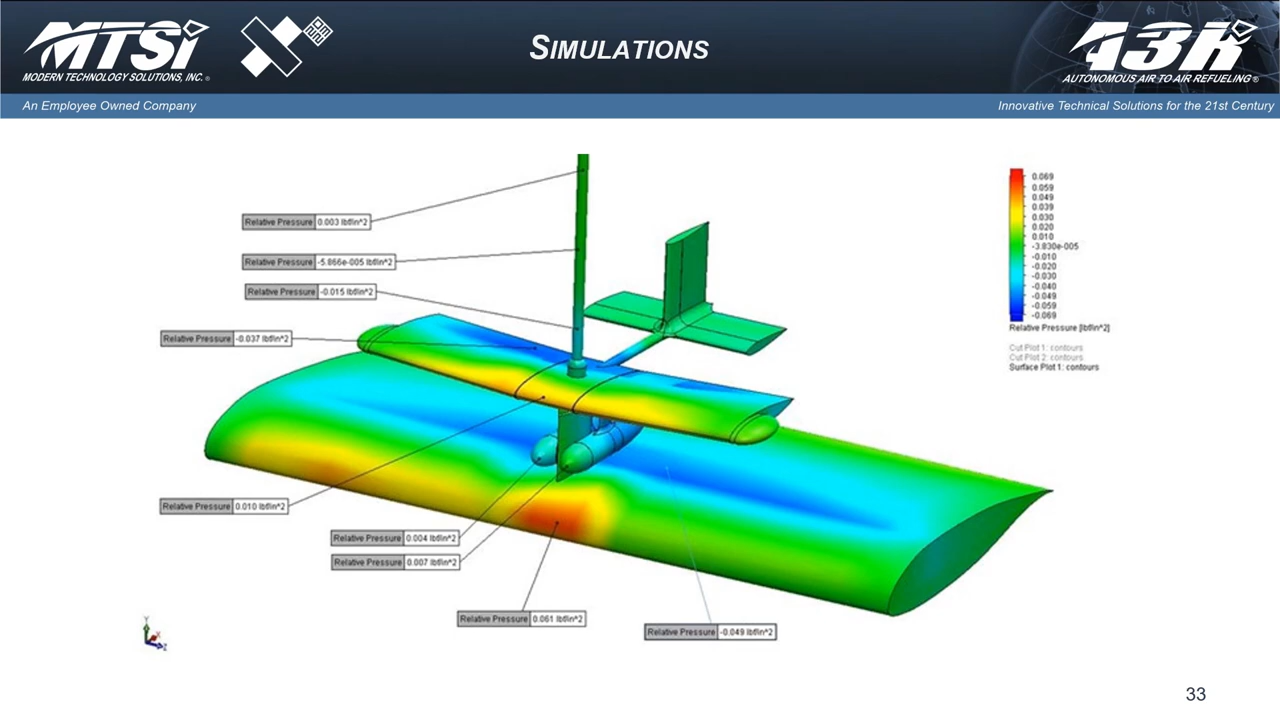 MTSi
MODERN TECHNOLOGY SOLUTIONS, INC.®
SIMULATIONS
A3R
AUTONOMOUS AIR TO AIR REFUELING®
An Employee Owned Company
Innovative Technical Solutions for the 21st Century
Relative Pressure 0.003 lbf/in^2
Relative Pressure -5.866e-005 lbf/in^2
Relative Pressure -0.015 lbf/in^2
Relative Pressure -0.037 lbf/in^2
Relative Pressure 0.010 lbf/in^2
Relative Pressure 0.004 lbf/in^2
Relative Pressure 0.007 lbf/in^2
Relative Pressure 0.061 lbf/in^2
Relative Pressure -0.049 lbf/in^2
0.069
0.059
0.049
0.039
0.030
0.020
0.010
-3.830e-005
-0.010
-0.020
-0.030
-0.040
-0.049
-0.059
-0.069
Relative Pressure [lbf/in^2]
Cut Plot 1: contours
Cut Plot 2: contours
Surface Plot 1: contours
Y
X
Z
33